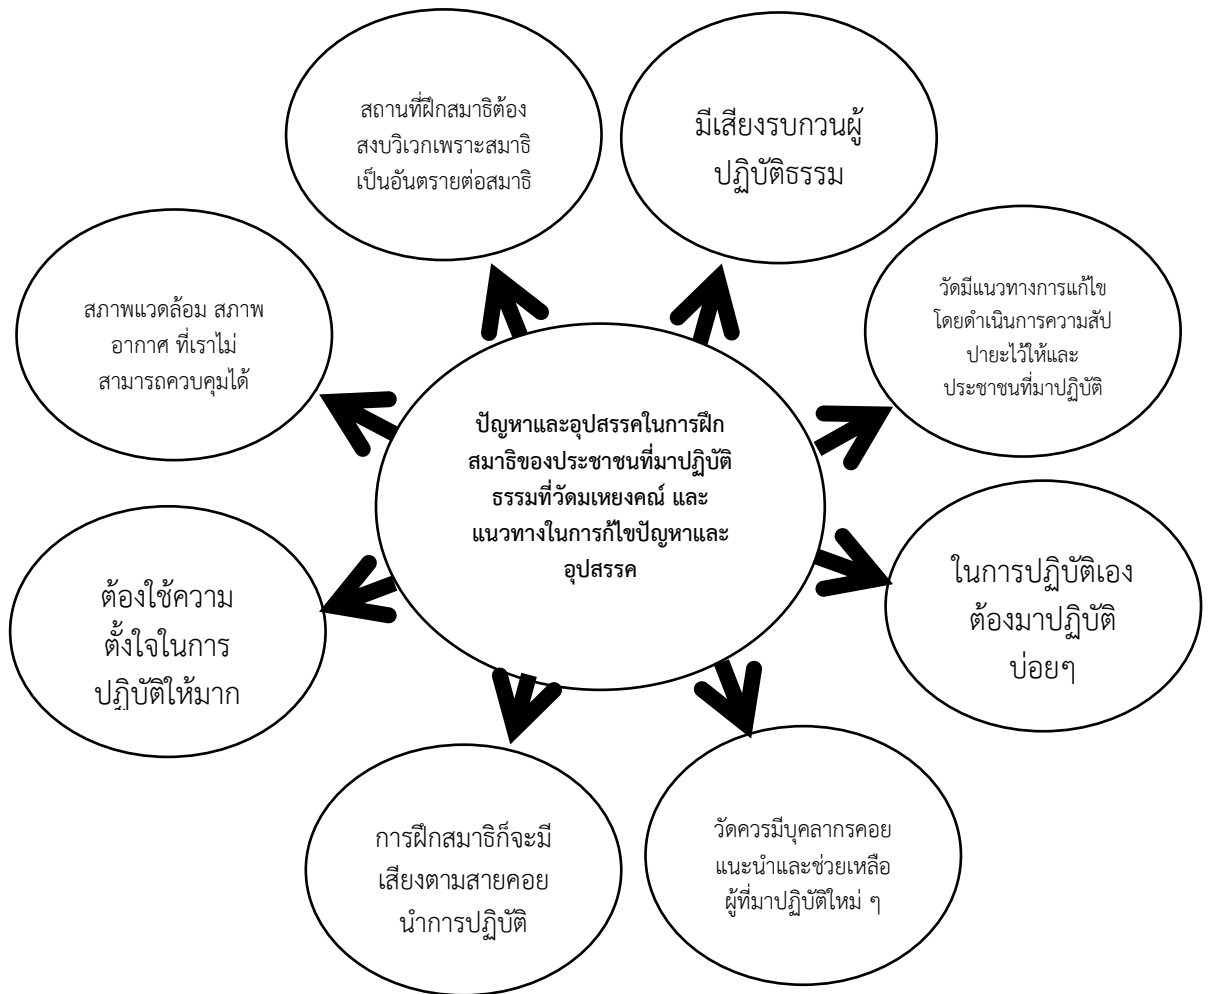 สถานที่ฝึกสมาธิต้อง
สงบวิเวกเพราะสมาธิ
เป็นอันตรายต่อสมาธิ
มีเสียงรบกวนผู้
ปฏิบัติธรรม
สภาพแวดล้อม สภาพ
อากาศ ที่เราไม่
สามารถควบคุมได้
วัดมีแนวทางการแก้ไข
โดยดำเนินการความสัป
ปายะไว้ให้และ
ประชาชนที่มาปฏิบัติ
ปัญหาและอุปสรรคในการฝึก
สมาธิของประชาชนที่มาปฏิบัติ
ธรรมที่วัดมเหยงคณ์ และ
แนวทางในการก้ไขปัญหาและ
อุปสรรค
ต้องใช้ความ
ตั้งใจในการ
ปฏิบัติให้มาก
ในการปฏิบัติเอง
ต้องมาปฏิบัติ
บ่อยๆ
การฝึกสมาธิก็จะมี
เสียงตามสายคอย
นำการปฏิบัติ
วัดควรมีบุคลากรคอย
แนะนำและช่วยเหลือ
ผู้ที่มาปฏิบัติใหม่ ๆ